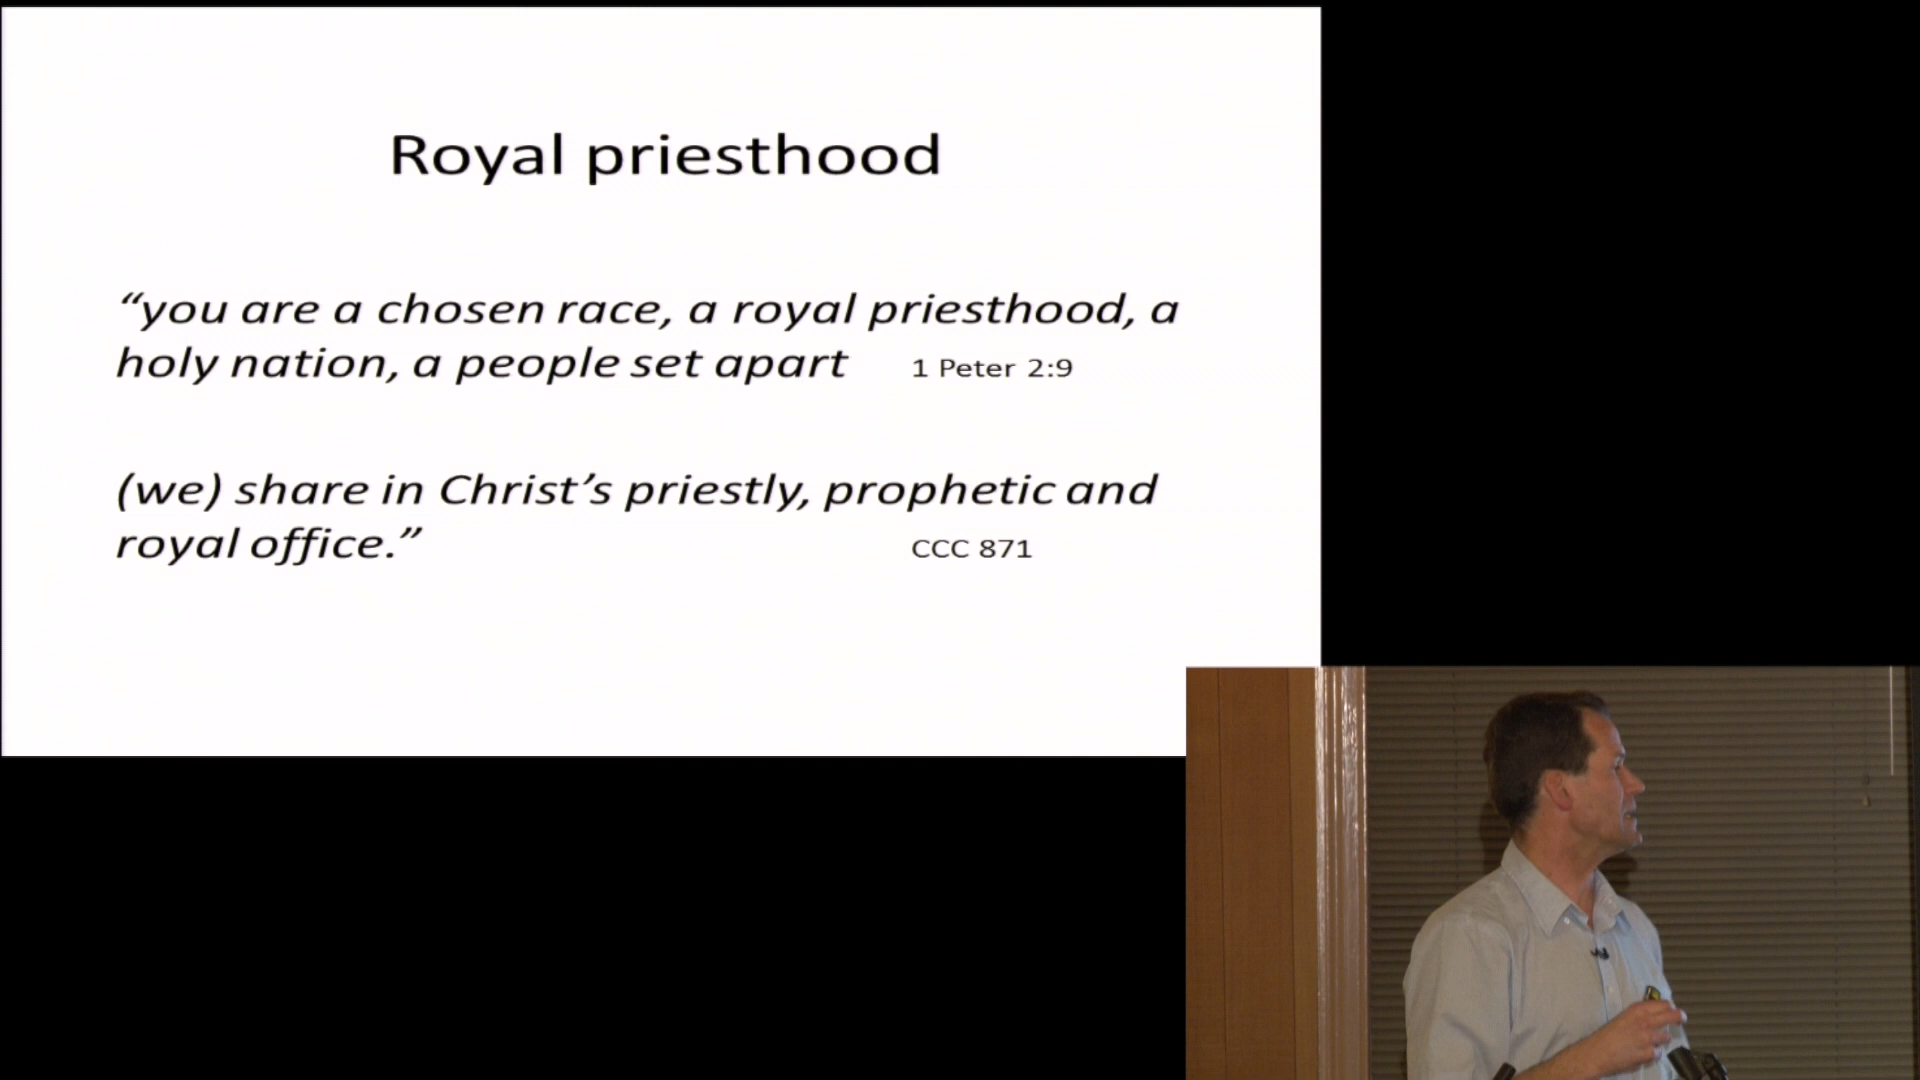 Royal priesthood
“you are a chosen race, a royal priesthood, a
holy nation, a people set apart 1 Peter 2:9
(we) share in Christ’s priestly, prophetic and
royal office.” CCC 871